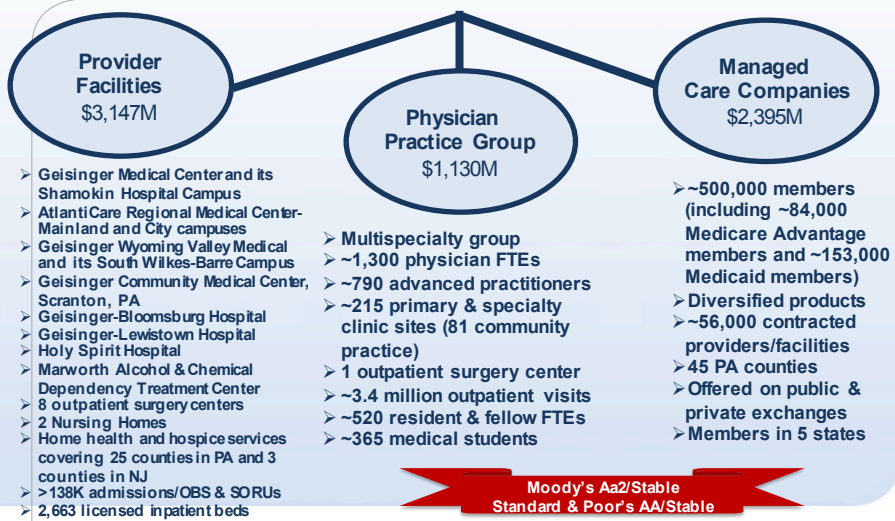 Provider
Facilities
$3,147M
➢ Geisinger Medical Center and its
Shamokin Hospital Campus
➢ AtlantiCare Regional Medical Center-
Mainland and City campuses
➢ Geisinger Wyoming Valley Medical
and its South Wilkes-Barre Campus
➢ Geisinger Community Medical Center,
Scranton, PA
➢ Geisinger-Bloomsburg Hospital
➢ Geisinger-Lewistown Hospital
➢ Holy Spirit Hospital
➢ Marworth Alcohol & Chemical
Dependency Treatment Center
➢ 8 outpatient surgery centers
➢ 2 Nursing Homes
➢ Home health and hospice services
covering 25 counties in PA and 3
counties in NJ
➢ >138K admissions/OBS & SORUs
➢ 2,663 licensed inpatient beds
Physician
Practice Group
$1,130M
➢ Multispecialty group
➢ ~1,300 physician FTEs
➢ ~790 advanced practitioners
➢ ~215 primary & specialty
clinic sites (81 community
practice)
➢ 1 outpatient surgery center
➢ ~3.4 million outpatient visits
➢ ~520 resident & fellow FTEs
➢ ~365 medical students
Managed
Care Companies
$2,395M
➢ ~500,000 members
(including ~84,000
Medicare Advantage
members and ~153,000
Medicaid members)
➢ Diversified products
➢ ~56,000 contracted
providers/facilities
➢ 45 PA counties
➢ Offered on public &
private exchanges
➢ Members in 5 states
Moody's Aa2/Stable
Standard & Poor's AA/Stable